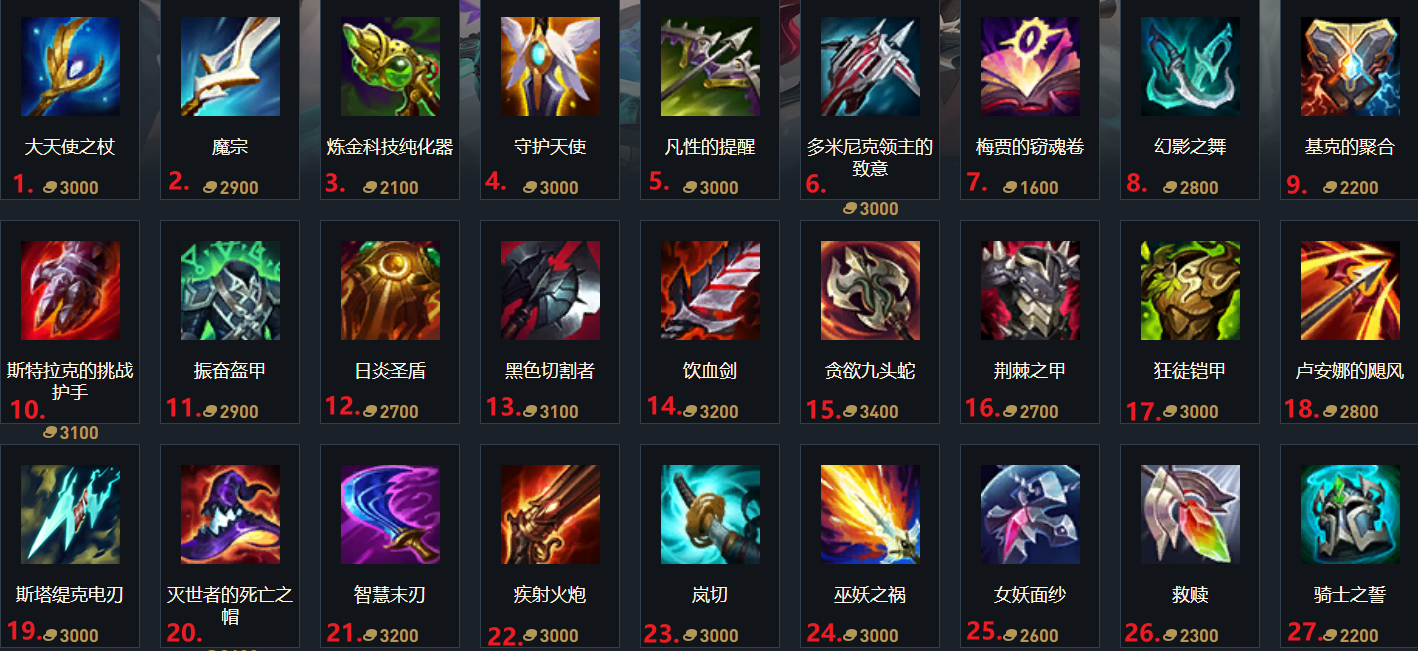 大天使之杖
1. 3000
魔宗
2. 2900
炼金科技纯化器
3. 2100
守护天使
4. 3000
凡性的提醒
5. 3000
多米尼克领主的
致意
6.
3000
梅贾的窃魂卷
7. 1600
幻影之舞
8. 2800
基克的聚合
9. 2200
斯特拉克的挑战
护手
10.
3100
振奋盔甲
11. 2900
日炎圣盾
12. 2700
黑色切割者
13. 3100
饮血剑
14. 3200
贪欲九头蛇
15. 3400
荆棘之甲
16. 2700
狂徒铠甲
17. 3000
卢安娜的飓风
18. 2800
斯塔缇克电刃
19. 3000
灭世者的死亡之
帽
20.
智慧末刃
21. 3200
疾射火炮
22. 3000
岚切
23. 3000
巫妖之祸
24. 3000
女妖面纱
25. 2600
救赎
26. 2300
骑士之誓
27. 2200